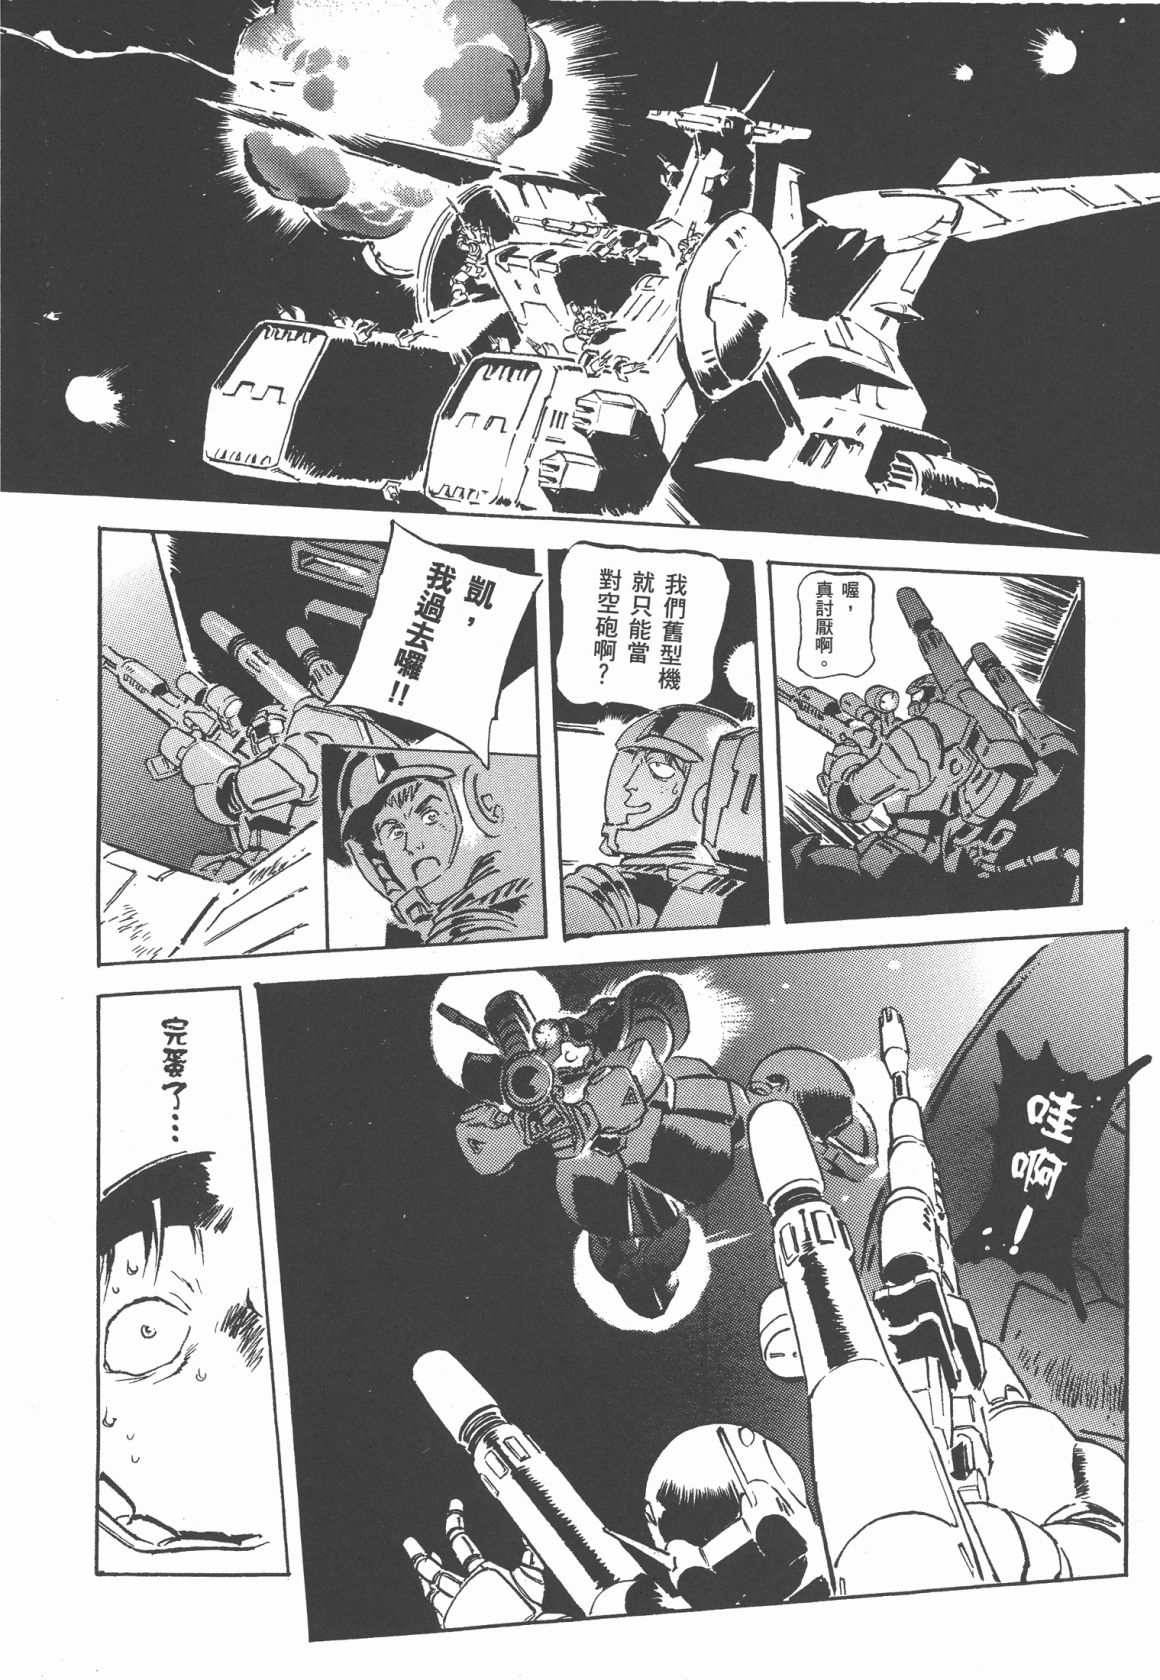 喔，
真討厭啊。
我們舊型機
就只能當
對空砲啊？
凱，
我過去囉!!
哇啊！
完蛋了…